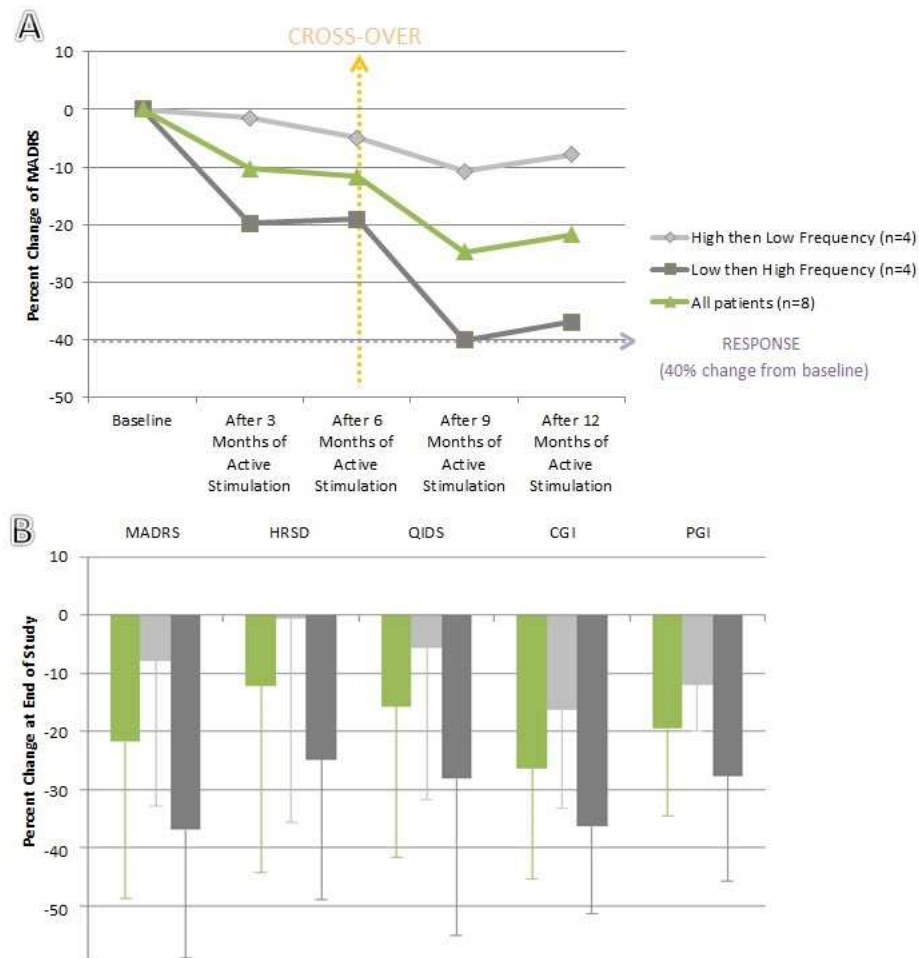 A
CROSS-OVER
Percent Change of MADRS
10
0
-10
-20
-30
-40
-50
Baseline
After 3
Months of
Active
Stimulation
After 6
Months of
Active
Stimulation
After 9
Months of
Active
Stimulation
After 12
Months of
Active
Stimulation
High then Low Frequency (n=4)
Low then High Frequency (n=4)
All patients (n=8)
RESPONSE
(40% change from baseline)
B
MADRS HRSD QIDS CGI PGI
Percent Change at End of Study
10
0
-10
-20
-30
-40
-50